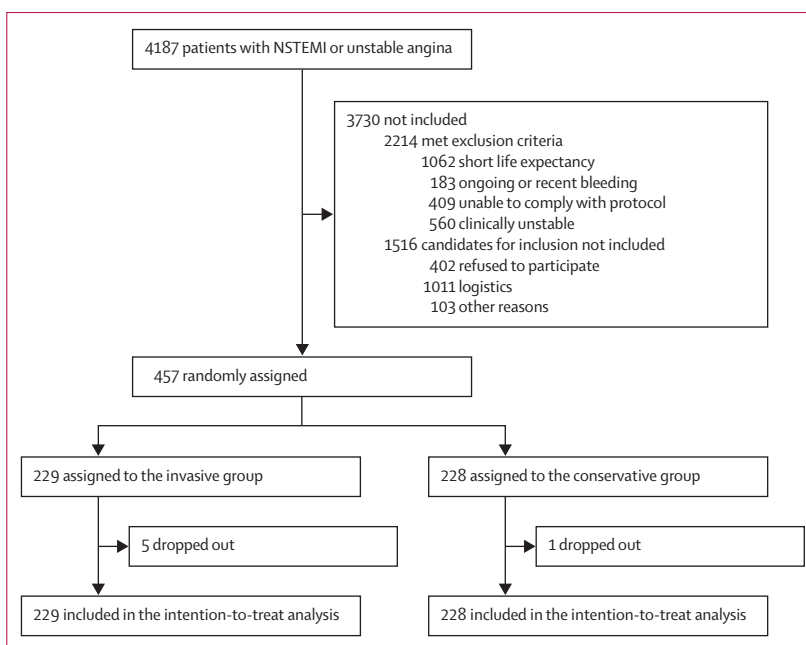 4187 patients with NSTEMI or unstable angina
3730 not included
2214 met exclusion criteria
1062 short life expectancy
183 ongoing or recent bleeding
409 unable to comply with protocol
560 clinically unstable
1516 candidates for inclusion not included
402 refused to participate
1011 logistics
103 other reasons
457 randomly assigned
229 assigned to the invasive group
228 assigned to the conservative group
5 dropped out
1 dropped out
229 included in the intention-to-treat analysis
228 included in the intention-to-treat analysis